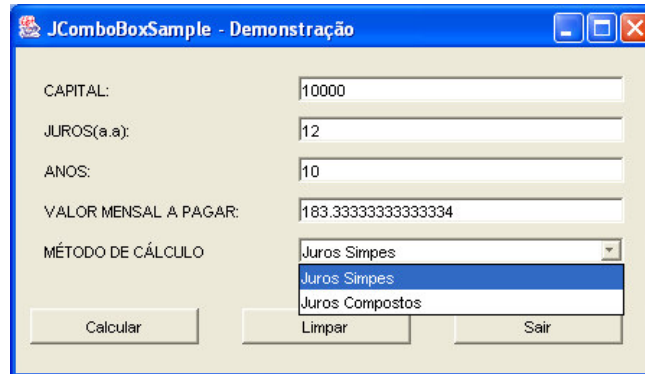 JComboBoxSample - Demonstração
CAPITAL: 10000
JUROS(a.a): 12
ANOS: 10
VALOR MENSAL A PAGAR: 183.33333333333334
MÉTODO DE CÁLCULO Juros Simpes
Juros Simpes
Juros Compostos
Calcular Limpar Sair